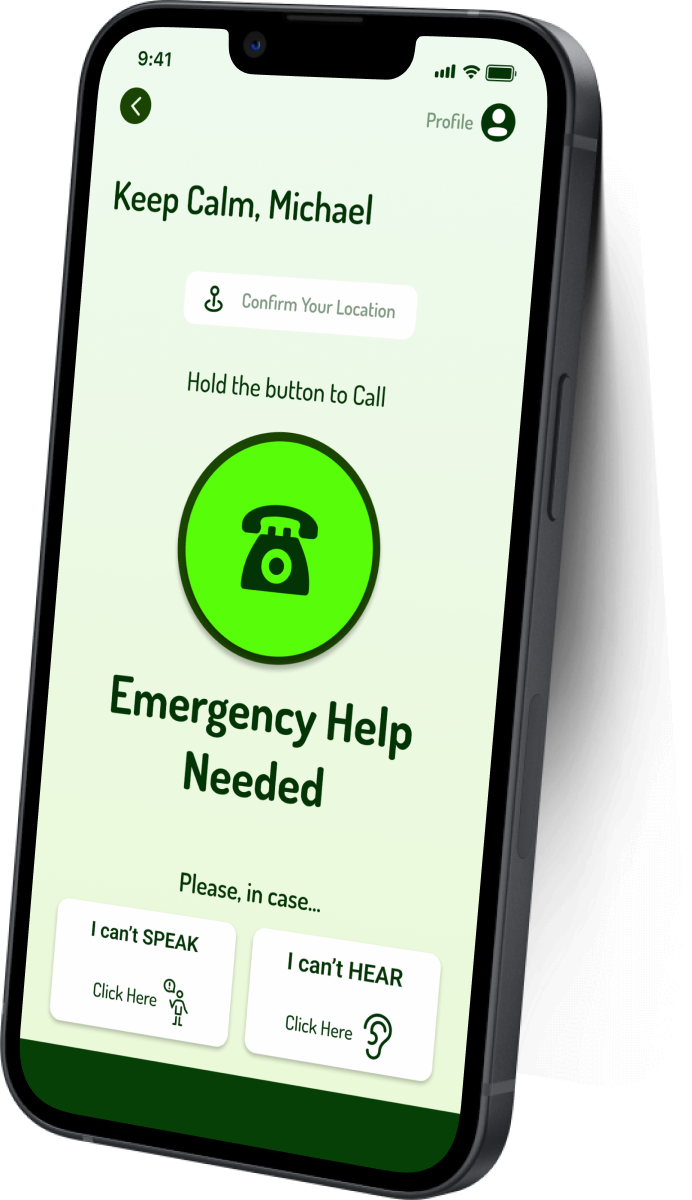 9:41
Profile
Keep Calm, Michael
Confirm Your Location
Hold the button to Call
Emergency Help
Needed
Please, in case...
I can't SPEAK
Click Here
I can't HEAR
Click Here